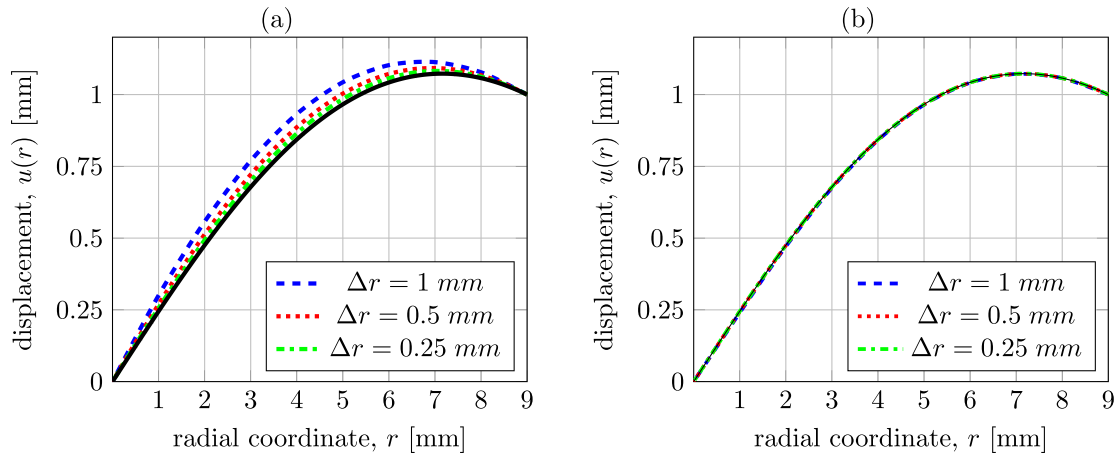 (a)
displacement, u(r) [mm]
1
0.75
0.5
0.25
0
Δr = 1 mm
Δr = 0.5 mm
Δr = 0.25 mm
1 2 3 4 5 6 7 8 9
radial coordinate, r [mm]
(b)
displacement, u(r) [mm]
1
0.75
0.5
0.25
0
Δr = 1 mm
Δr = 0.5 mm
Δr = 0.25 mm
1 2 3 4 5 6 7 8 9
radial coordinate, r [mm]